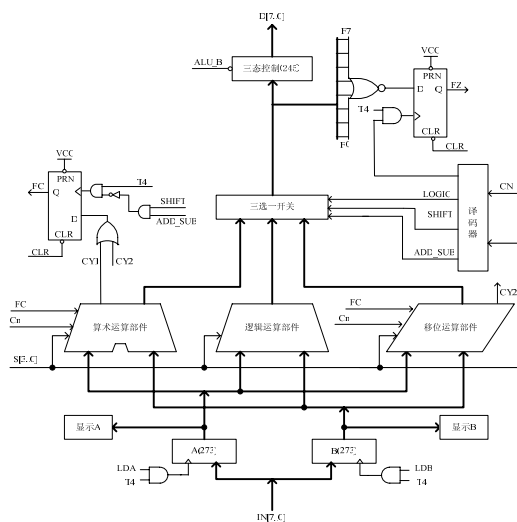 D[7..0]
F7
ALU_B
三态控制(245)
VCC
PRN
D
Q
FZ
T4
CLR
F0
CLR
VCC
PRN
FC
Q
T4
SHIFT
D
ADD_SUB
CLR
CLR
CY1
CY2
三选一开关
LOGIC
SHIFT
ADD_SUB
译码器
CN
CY2
FC
Cn
算术运算部件
逻辑运算部件
FC
Cn
移位运算部件
S[3..0]
显示A
A(273)
B(273)
显示B
LDA
T4
LDB
T4
IN[7..0]